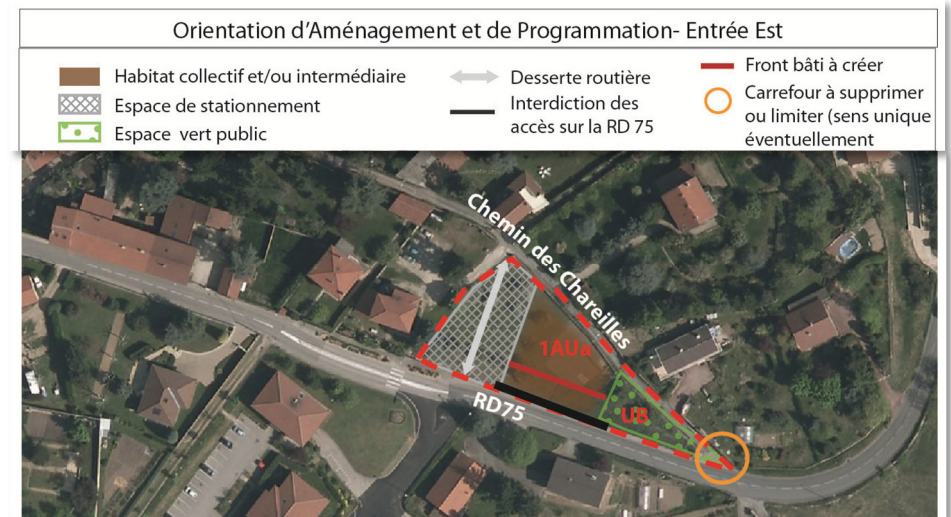 Orientation d'Aménagement et de Programmation- Entrée Est
Habitat collectif et/ou intermédiaire
Espace de stationnement
Espace vert public
Desserte routière
Interdiction des
accès sur la RD 75
Front bâti à créer
Carrefour à supprimer
ou limiter (sens unique
éventuellement
Chemin des Chareilles
1AUa
UB
RD75